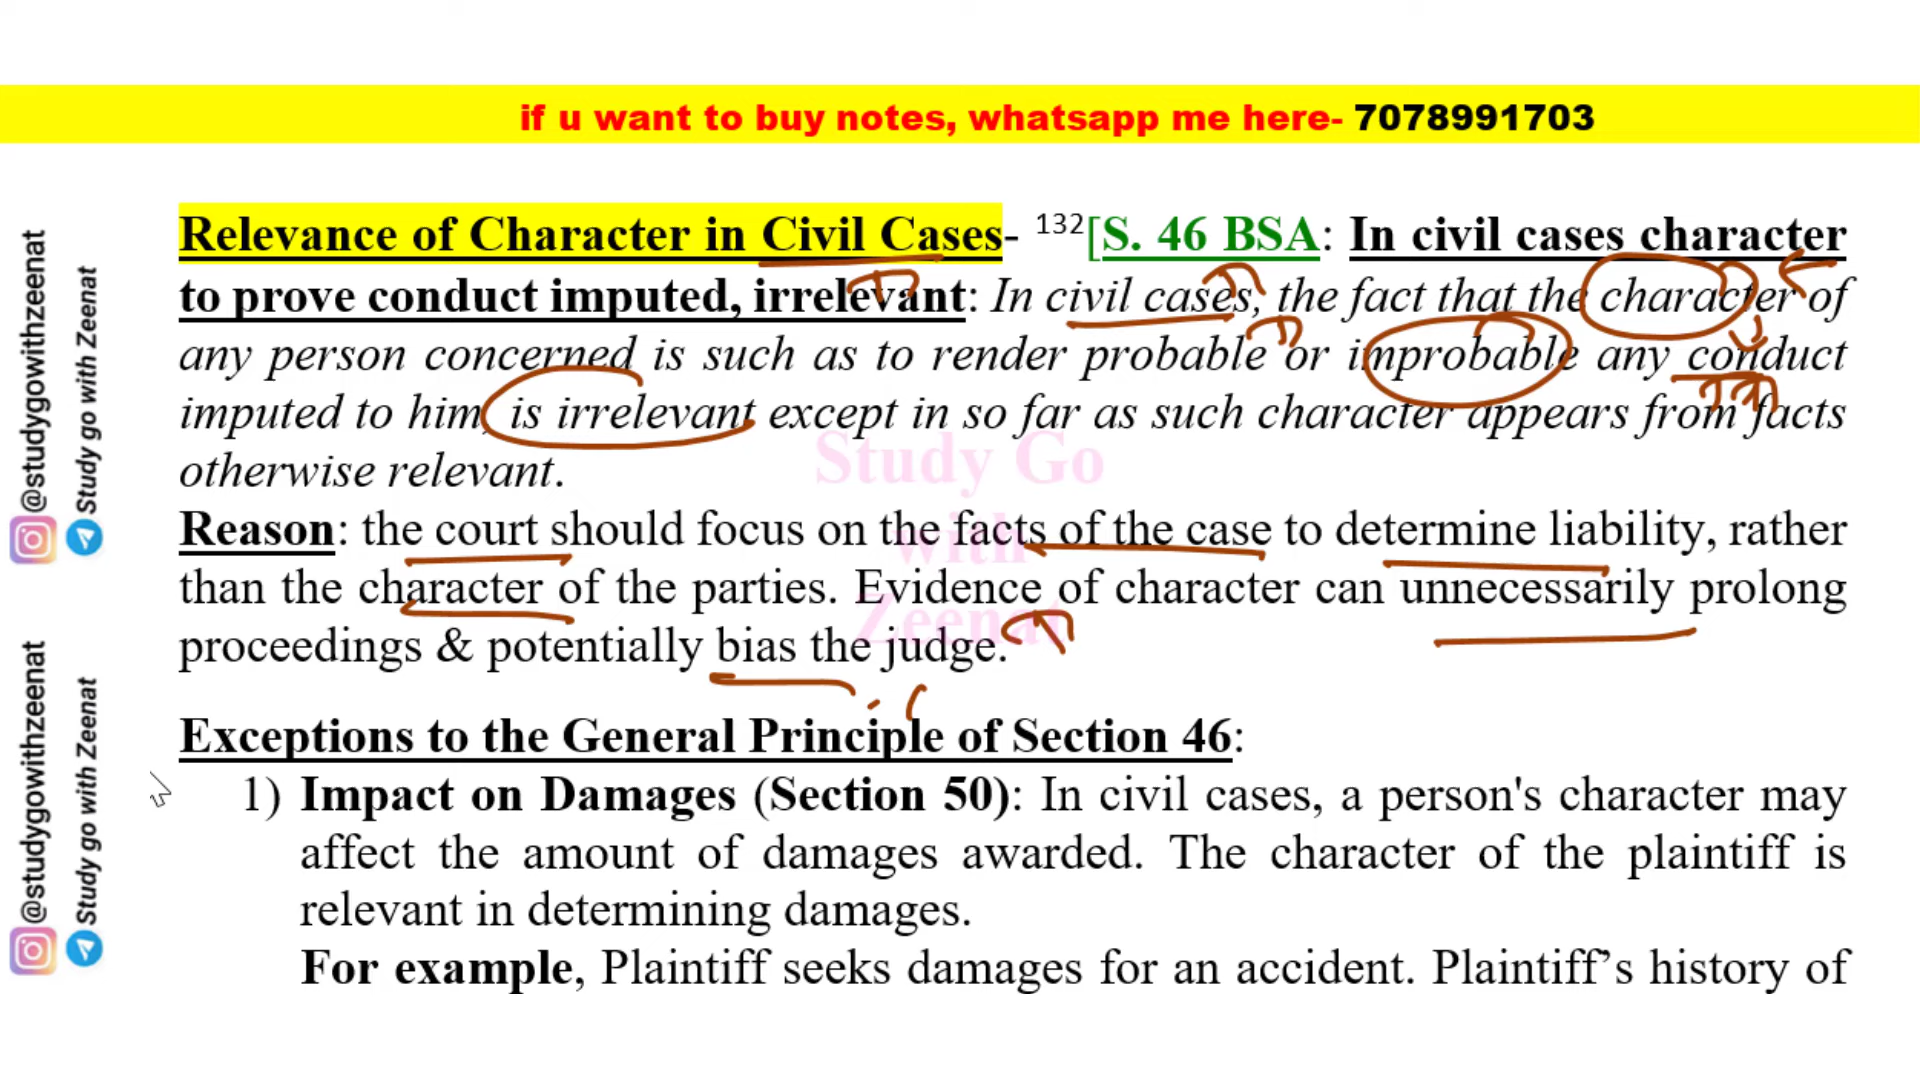 if u want to buy notes, whatsapp me here- 7078991703
Relevance of Character in Civil Cases- 132[S. 46 BSA: In civil cases character
to prove conduct imputed, irrelevant: In civil cases, the fact that the character of
any person concerned is such as to render probable or improbable any conduct
imputed to him, is irrelevant except in so far as such character appears from facts
otherwise relevant.
Reason: the court should focus on the facts of the case to determine liability, rather
than the character of the parties. Evidence of character can unnecessarily prolong
proceedings & potentially bias the judge.
Exceptions to the General Principle of Section 46:
1) Impact on Damages (Section 50): In civil cases, a person's character may
affect the amount of damages awarded. The character of the plaintiff is
relevant in determining damages.
For example, Plaintiff seeks damages for an accident. Plaintiff’s history of
@studygowithzeenat
Study go with Zeenat
@studygowithzeenat
Study go with Zeenat
Study Go
with
Zeenat